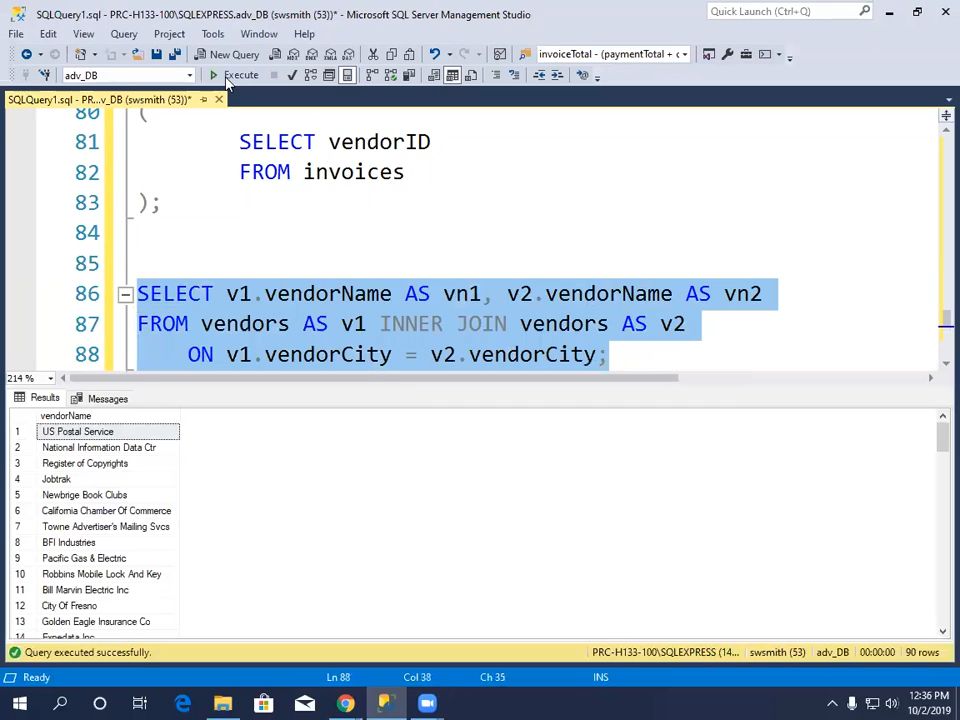 SQLQuery1.sql - PRC-H133-100\SQLEXPRESS.adv_DB (swsmith (53))* - Microsoft SQL Server Management Studio
Quick Launch (Ctrl+Q)
File Edit View Query Project Tools Window Help
New Query
invoiceTotal - (paymentTotal + c
adv_DB
Execute
SQLQuery1.sql - PR...v_DB (swsmith (53))*
80 (
81 SELECT vendorID
82 FROM invoices
83 );
84
85
86 SELECT v1.vendorName AS vn1, v2.vendorName AS vn2
87 FROM vendors AS v1 INNER JOIN vendors AS v2
88 ON v1.vendorCity = v2.vendorCity;
214 %
Results Messages
vendorName
1 US Postal Service
2 National Information Data Ctr
3 Register of Copyrights
4 Jobtrak
5 Newbrige Book Clubs
6 California Chamber Of Commerce
7 Towne Advertiser's Mailing Svcs
8 BFI Industries
9 Pacific Gas & Electric
10 Robbins Mobile Lock And Key
11 Bill Marvin Electric Inc
12 City Of Fresno
13 Golden Eagle Insurance Co
14 Expedata Inc
Query executed successfully.
PRC-H133-100\SQLEXPRESS (14... swsmith (53) adv_DB 00:00:00 90 rows
Ready Ln 88 Col 38 Ch 35 INS
12:36 PM
10/2/2019